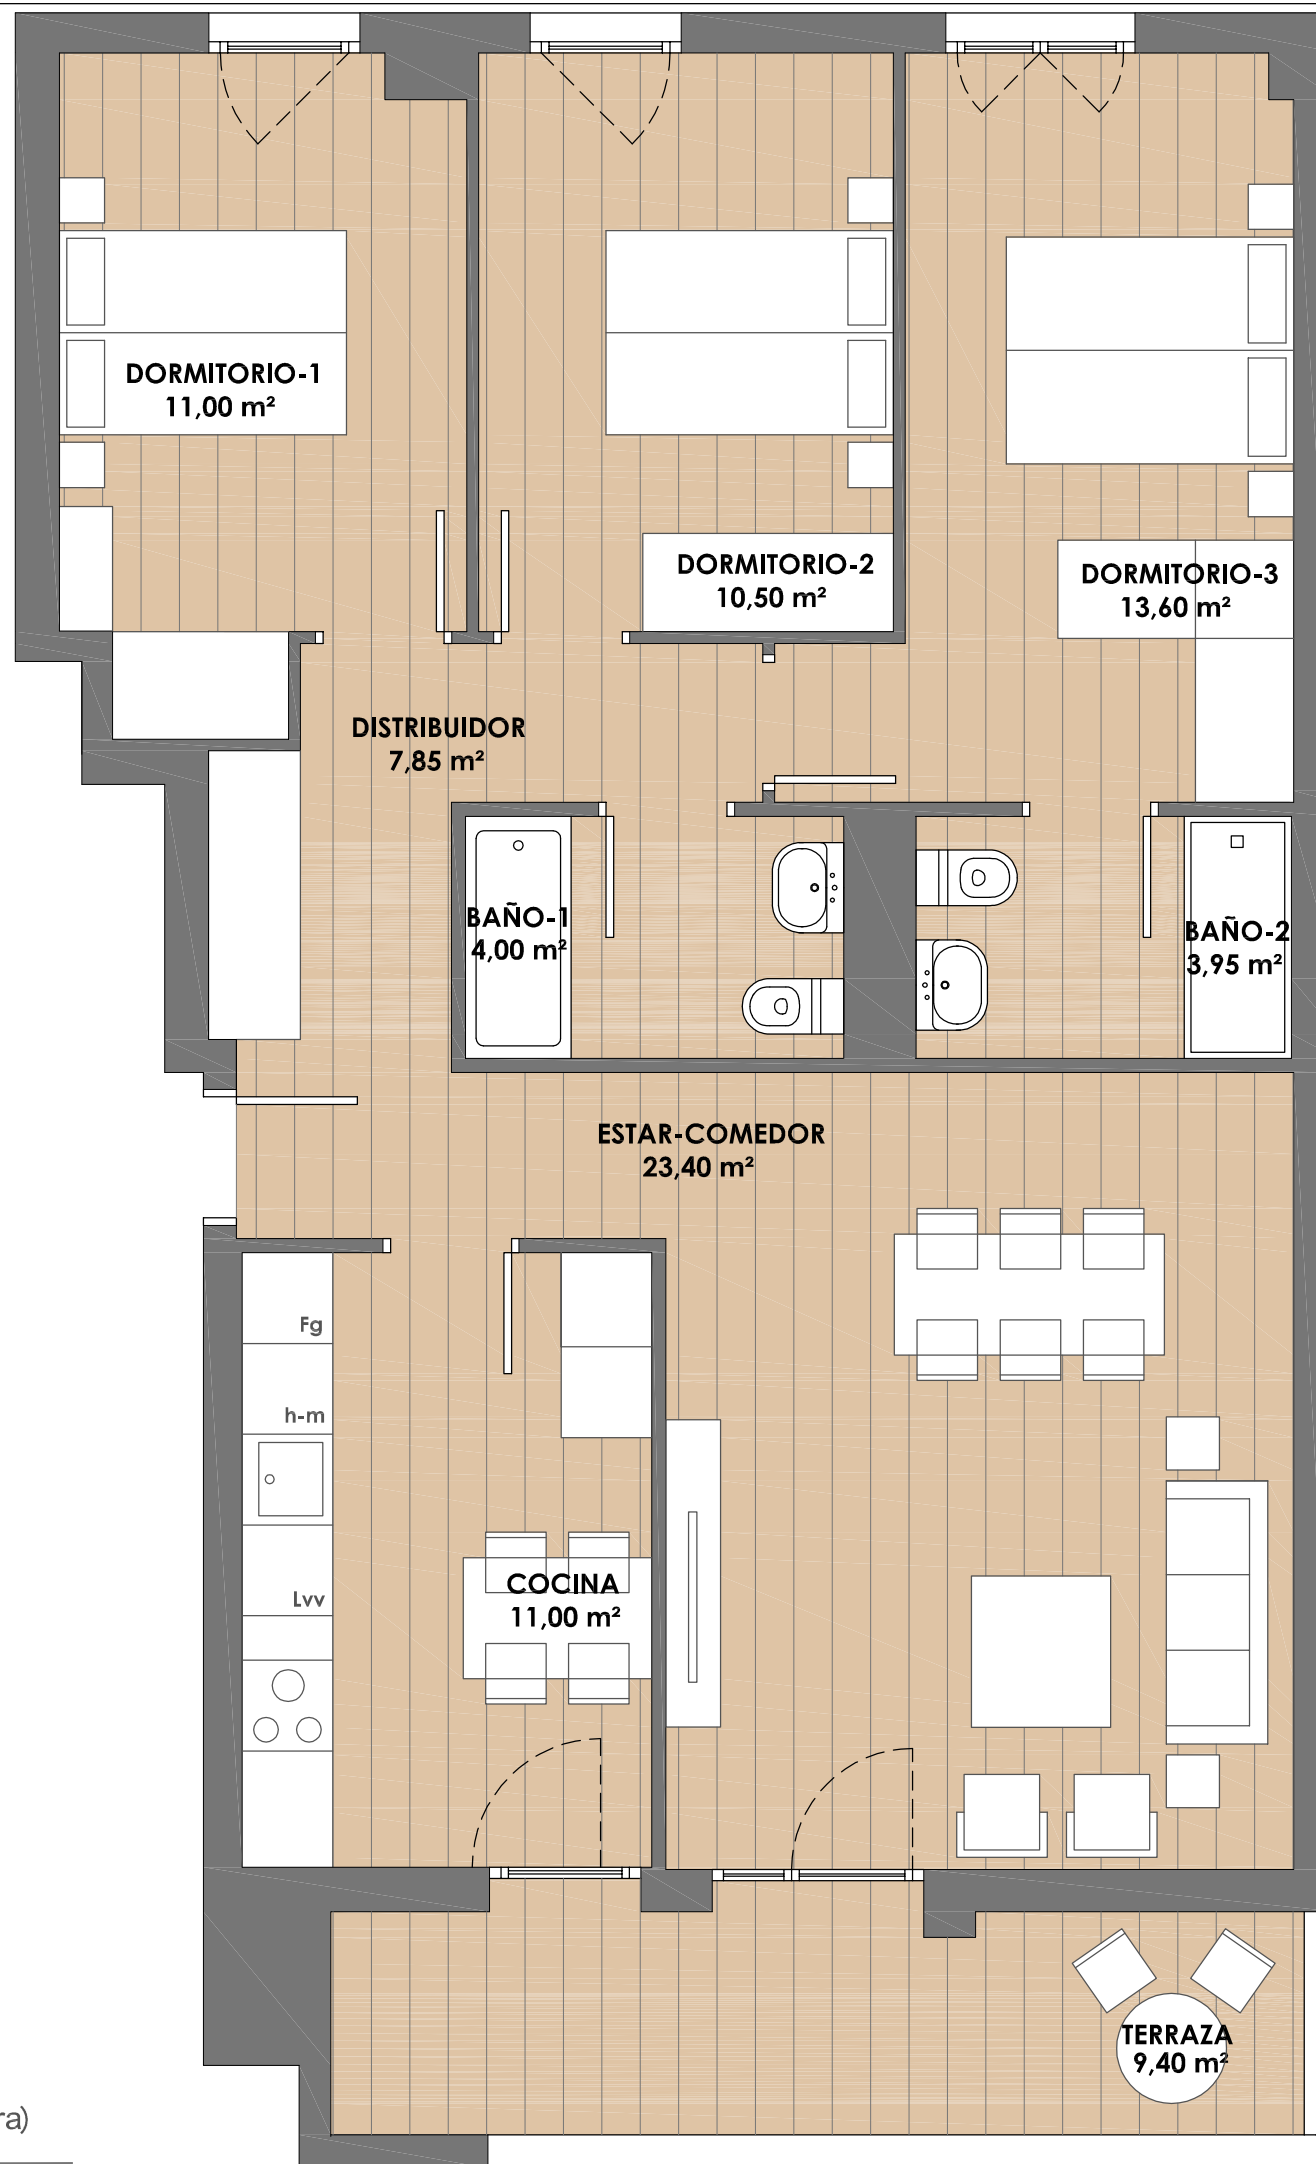 DORMITORIO-1
11,00 m²
DORMITORIO-2
10,50 m²
DORMITORIO-3
13,60 m²
DISTRIBUIDOR
7,85 m²
BAÑO-1
4,00 m²
BAÑO-2
3,95 m²
ESTAR-COMEDOR
23,40 m²
Fg
h-m
Lvv
COCINA
11,00 m²
TERRAZA
9,40 m²
ra)